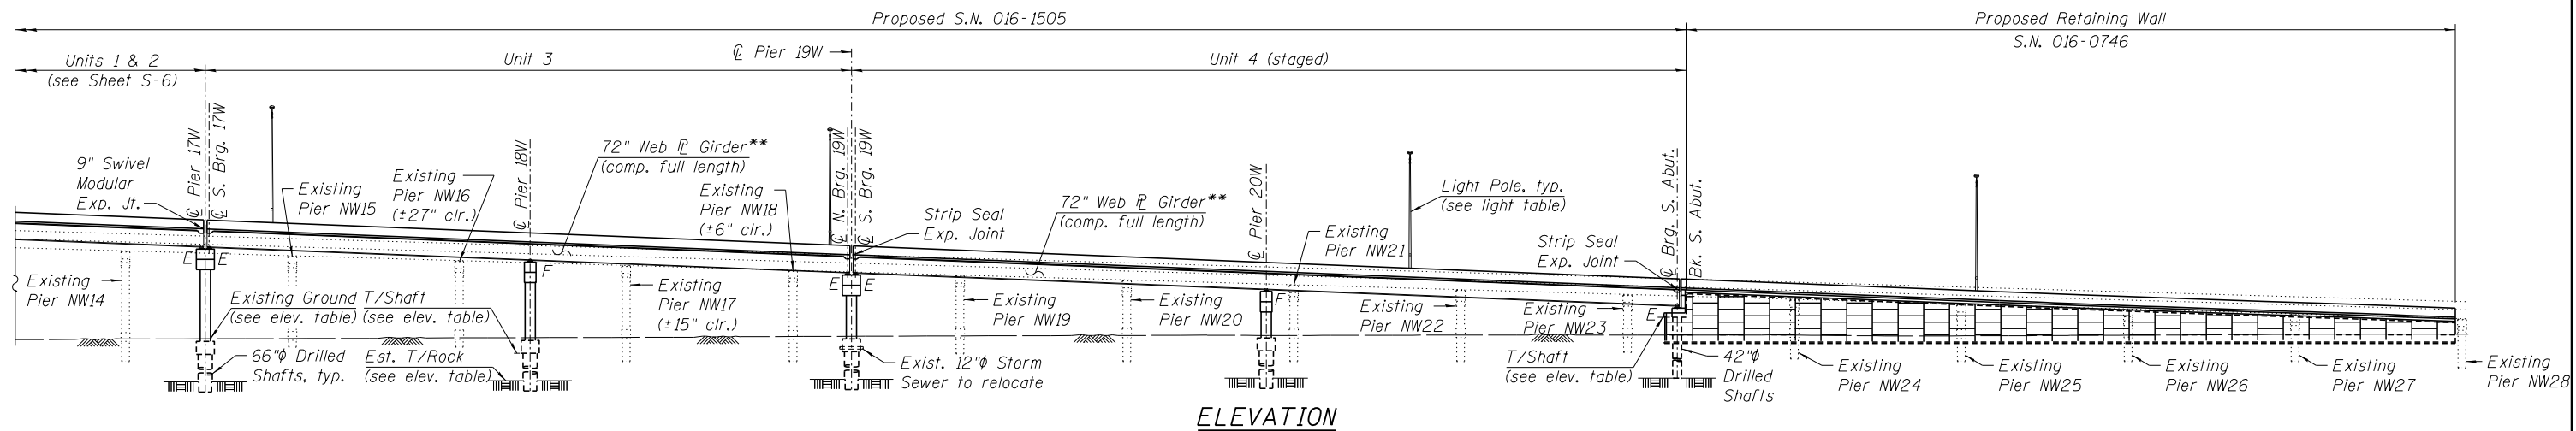 Proposed S.N. 016-1505
Proposed Retaining Wall
S.N. 016-0746
Units 1 & 2
(see Sheet S-6)
Unit 3
℄ Pier 19W
Unit 4 (staged)
℄ Pier 17W
℄ S. Brg. 17W
℄ Pier 18W
℄ N. Brg. 19W
℄ S. Brg. 19W
℄ Pier 20W
℄ Brg. S. Abut.
Bk. S. Abut.
9" Swivel
Modular
Exp. Jt.
Existing
Pier NW15
Existing
Pier NW16
(±27" clr.)
72" Web ⅊ Girder**
(comp. full length)
Existing
Pier NW18
(±6" clr.)
Strip Seal
Exp. Joint
72" Web ⅊ Girder**
(comp. full length)
Existing
Pier NW21
Light Pole, typ.
(see light table)
Strip Seal
Exp. Joint
E E
F
E E
F
E
Existing
Pier NW14
Existing Ground
(see elev. table)
T/Shaft
(see elev. table)
Existing
Pier NW17
(±15" clr.)
Existing
Pier NW19
Existing
Pier NW20
Existing
Pier NW22
Existing
Pier NW23
66"φ Drilled
Shafts, typ.
Est. T/Rock
(see elev. table)
Exist. 12"φ Storm
Sewer to relocate
T/Shaft
(see elev. table)
42"φ
Drilled
Shafts
Existing
Pier NW24
Existing
Pier NW25
Existing
Pier NW26
Existing
Pier NW27
Existing
Pier NW28
ELEVATION